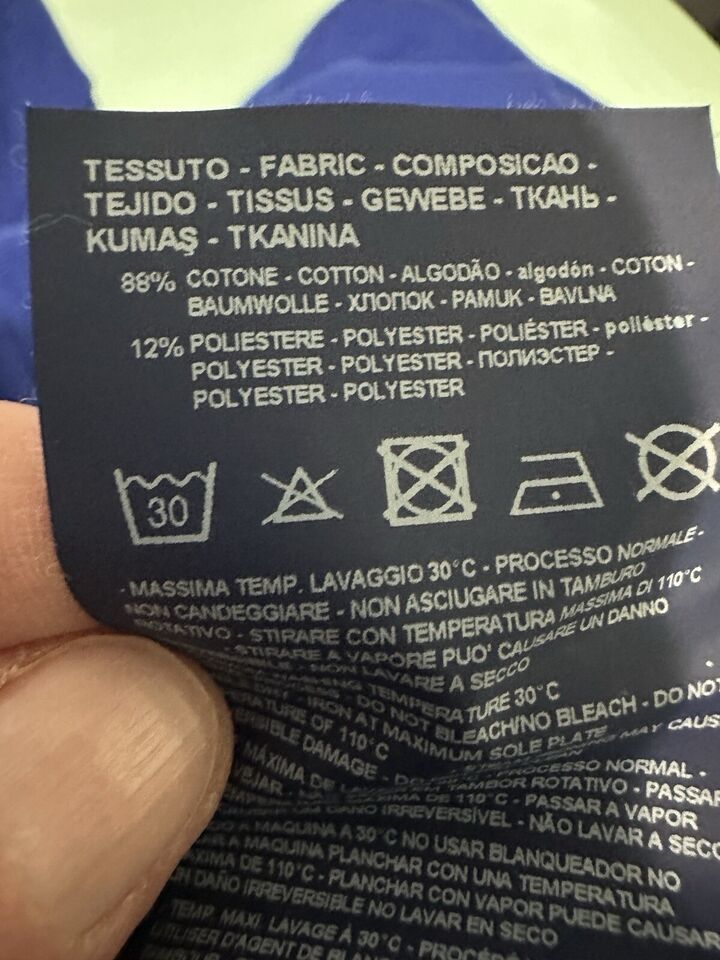 TESSUTO - FABRIC - COMPOSICAO -
TEJIDO - TISSUS - GEWEBE - ТКАНЬ -
KUMAŞ - TKANINA
88% COTONE - COTTON - ALGODÃO - algodón - COTON -
BAUMWOLLE - ХЛОПОК - PAMUK - BAVLNA
12% POLIESTERE - POLYESTER - POLIÉSTER - poliéster -
POLYESTER - POLYESTER - ПОЛИЭСТЕР -
POLYESTER - POLYESTER
30
- MASSIMA TEMP. LAVAGGIO 30°C - PROCESSO NORMALE -
NON CANDEGGIARE - NON ASCIUGARE IN TAMBURO
ROTATIVO - STIRARE CON TEMPERATURA MASSIMA DI 110°C
- STIRARE A VAPORE PUO' CAUSARE UN DANNO
- NON LAVARE A SECCO
TEMPERATURE 30°C
DO NOT BLEACH/NO BLEACH - DO NOT
IRON AT MAXIMUM SOLE PLATE
OF 110°C
MAY CAUS
DAMAGE -
MÁXIMA DE PROCESSO NORMAL -
TAMBOR ROTATIVO - PASSAR
DE 110°C - PASSAR A VAPOR
IRREVERSÍVEL - NÃO LAVAR A SECO
A MAQUINA A 30°C NO USAR BLANQUEADOR NO
A MAQUINA PLANCHAR CON UNA TEMPERATURA
DE 110°C - PLANCHAR CON VAPOR PUEDE CAUSAR
DAÑO IRREVERSIBLE NO LAVAR EN SECO
TEMP. MAXI. LAVAGE À 30°C -
D'AGENT DE